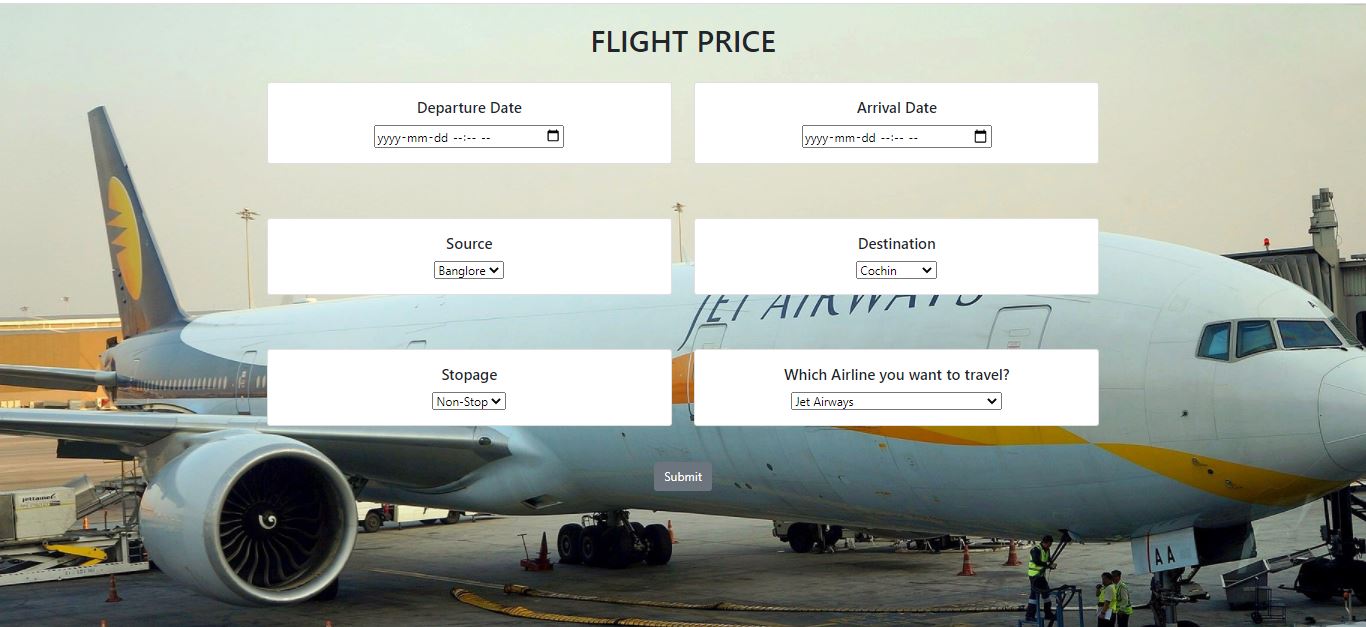 FLIGHT PRICE
Departure Date
yyyy-mm-dd --:-- --
Arrival Date
yyyy-mm-dd --:-- --
Source
Banglore
Destination
Cochin
JET AIRWAYS
Stopage
Non-Stop
Which Airline you want to travel?
Jet Airways
Submit
jettainer
A A